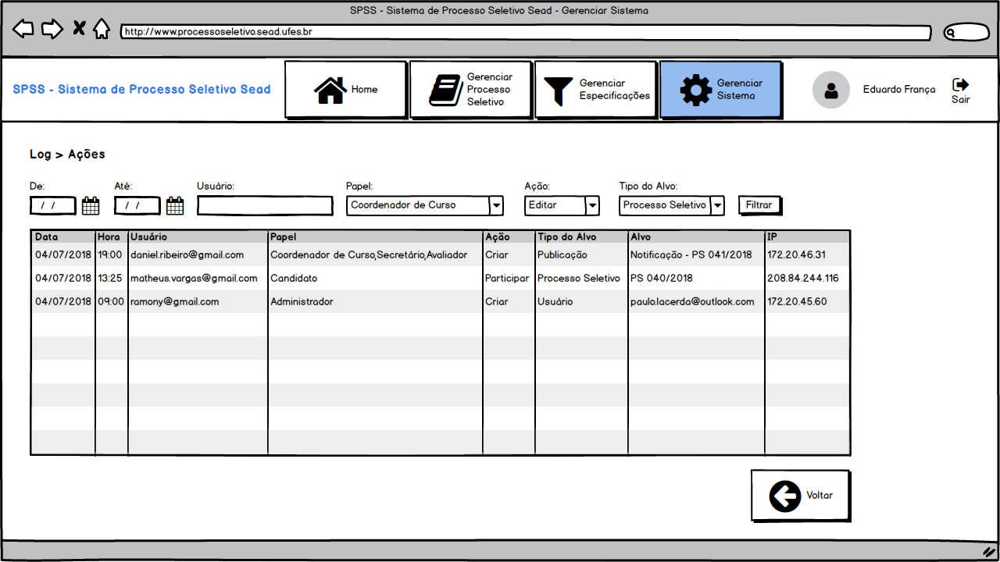 SPSS - Sistema de Processo Seletivo Sead - Gerenciar Sistema
http://www.processoseletivo.sead.ufes.br
SPSS - Sistema de Processo Seletivo Sead
Home
Gerenciar
Processo
Seletivo
Gerenciar
Especificações
Gerenciar
Sistema
Eduardo França
Sair
Log > Ações
De: Até: Usuário: Papel: Ação: Tipo do Alvo:
/ / / / Coordenador de Curso Editar Processo Seletivo Filtrar
Data Hora Usuário Papel Ação Tipo do Alvo Alvo IP
04/07/2018 19:00 daniel.ribeiro@gmail.com Coordenador de Curso,Secretário,Avaliador Criar Publicação Notificação - PS 041/2018 172.20.46.31
04/07/2018 13:25 matheus.vargas@gmail.com Candidato Participar Processo Seletivo PS 040/2018 208.84.244.116
04/07/2018 09:00 ramony@gmail.com Administrador Criar Usuário paulo.lacerda@outlook.com 172.20.45.60
Voltar